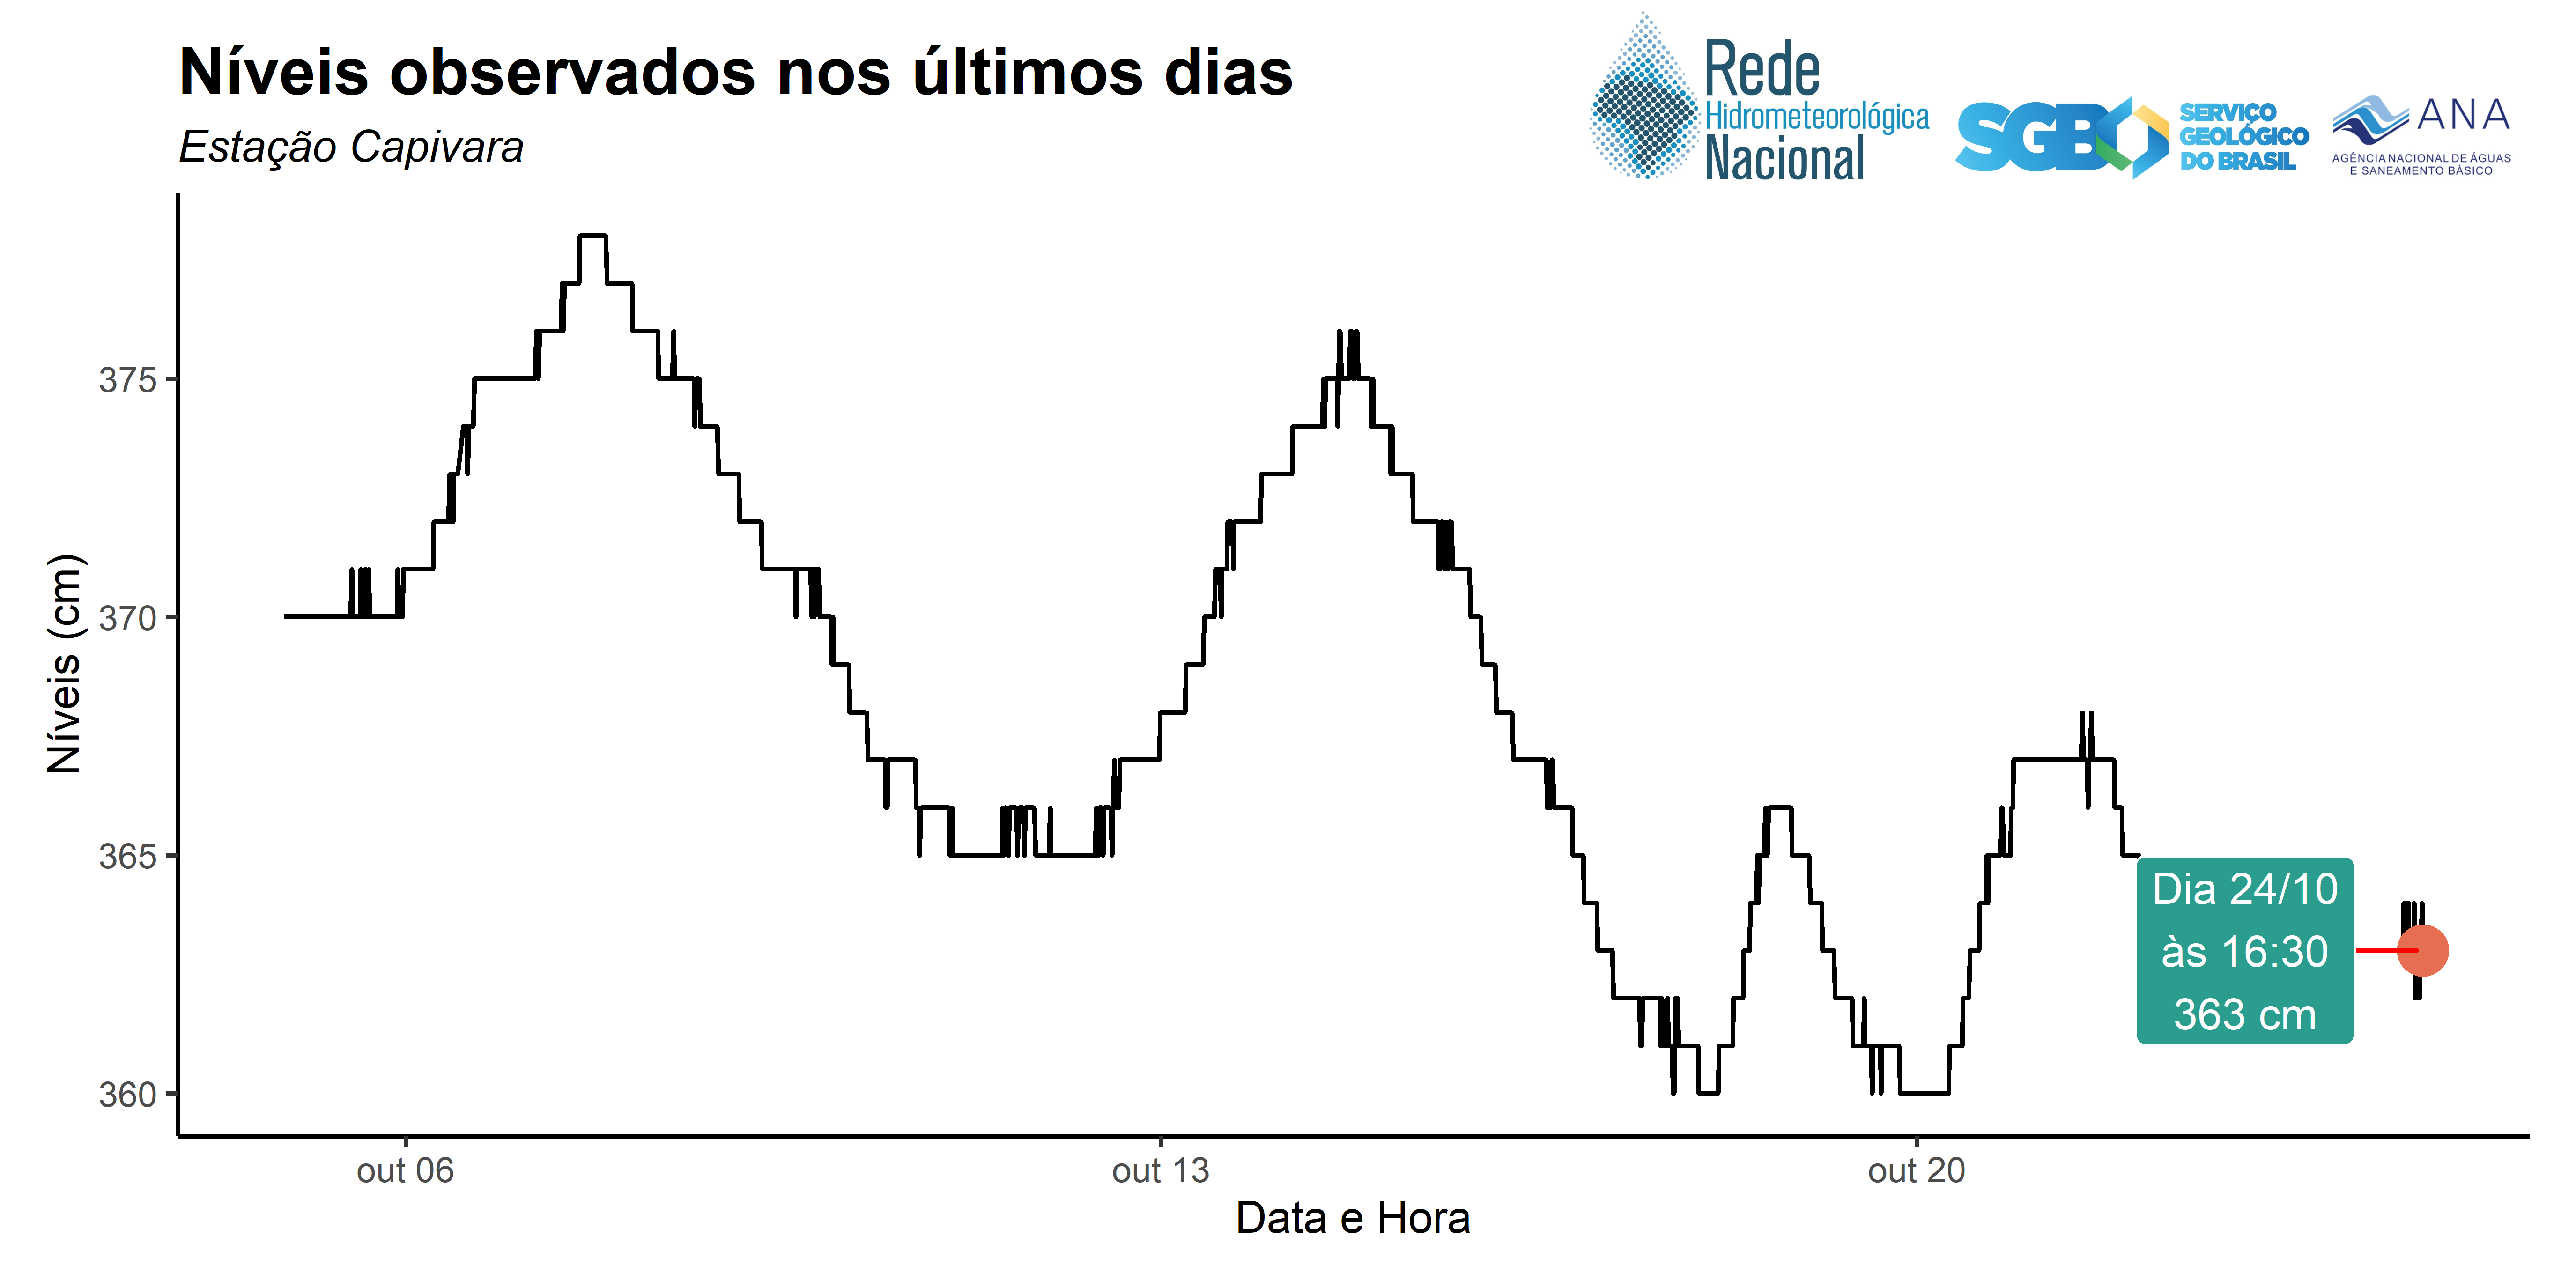 Níveis observados nos últimos dias
Estação Capivara
Rede
Hidrometeorológica
Nacional
SGB
SERVIÇO
GEOLÓGICO
DO BRASIL
ANA
AGÊNCIA NACIONAL DE ÁGUAS
E SANEAMENTO BÁSICO
Níveis (cm)
375
370
365
360
Dia 24/10
às 16:30
363 cm
out 06
out 13
out 20
Data e Hora